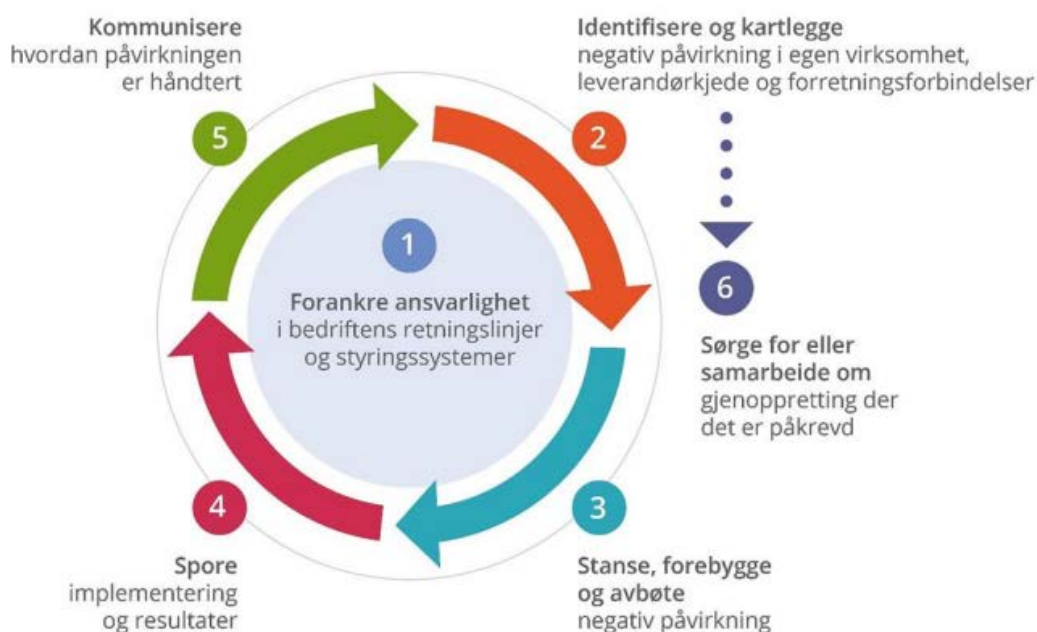 1
Forankre ansvarlighet
i bedriftens retningslinjer
og styringssystemer
Identifisere og kartlegge
negativ påvirkning i egen virksomhet,
leverandørkjede og forretningsforbindelser
2
3
Stanse, forebygge
og avbøte
negativ påvirkning
4
Spore
implementering
og resultater
Kommunisere
hvordan påvirkningen
er håndtert
5
6
Sørge for eller
samarbeide om
gjenoppretting der
det er påkrevd